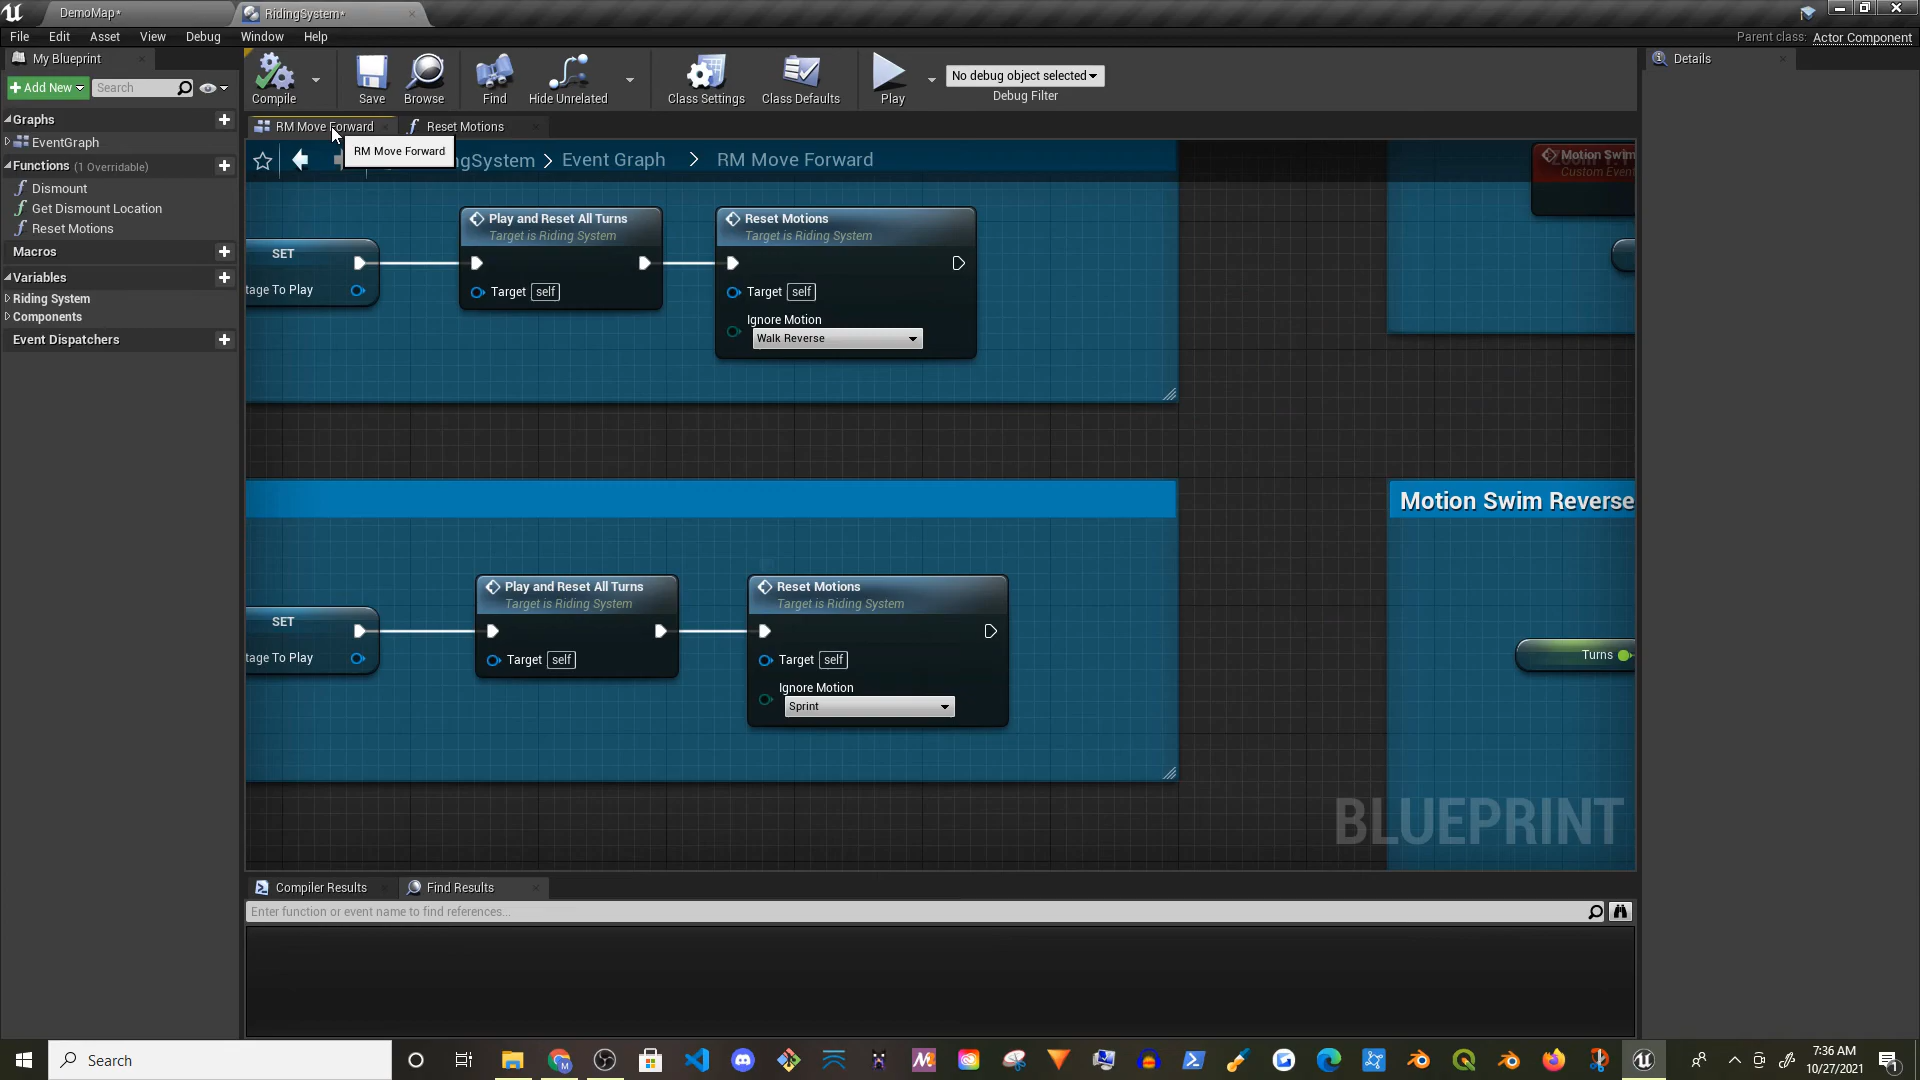 DemoMap*
RidingSystem*
File Edit Asset View Debug Window Help
Parent class: Actor Component
My Blueprint
Add New
Search
Graphs
EventGraph
Functions (1 Overridable)
Dismount
Get Dismount Location
Reset Motions
Macros
Variables
Riding System
Components
Event Dispatchers
Compile
Save
Browse
Find
Hide Unrelated
Class Settings
Class Defaults
Play
No debug object selected
Debug Filter
Details
RM Move Forward
Reset Motions
RM Move Forward
ngSystem > Event Graph > RM Move Forward
SET
tage To Play
Play and Reset All Turns
Target is Riding System
Target self
Reset Motions
Target is Riding System
Target self
Ignore Motion
Walk Reverse
Motion Swim
Custom Event
SET
tage To Play
Play and Reset All Turns
Target is Riding System
Target self
Reset Motions
Target is Riding System
Target self
Ignore Motion
Sprint
Motion Swim Reverse
Turns
BLUEPRINT
Compiler Results
Find Results
Enter function or event name to find references...
Search
7:36 AM
10/27/2021
1